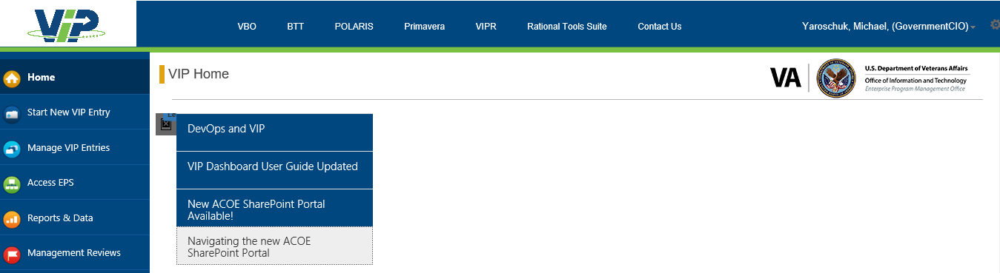 ViP
VBO BTT POLARIS Primavera VIPR Rational Tools Suite Contact Us Yaroschuk, Michael, (GovernmentCIO)
Home
Start New VIP Entry
Manage VIP Entries
Access EPS
Reports & Data
Management Reviews
VIP Home
VA
U.S. Department of Veterans Affairs
Office of Information and Technology
Enterprise Program Management Office
DevOps and VIP
VIP Dashboard User Guide Updated
New ACOE SharePoint Portal
Available!
Navigating the new ACOE
SharePoint Portal